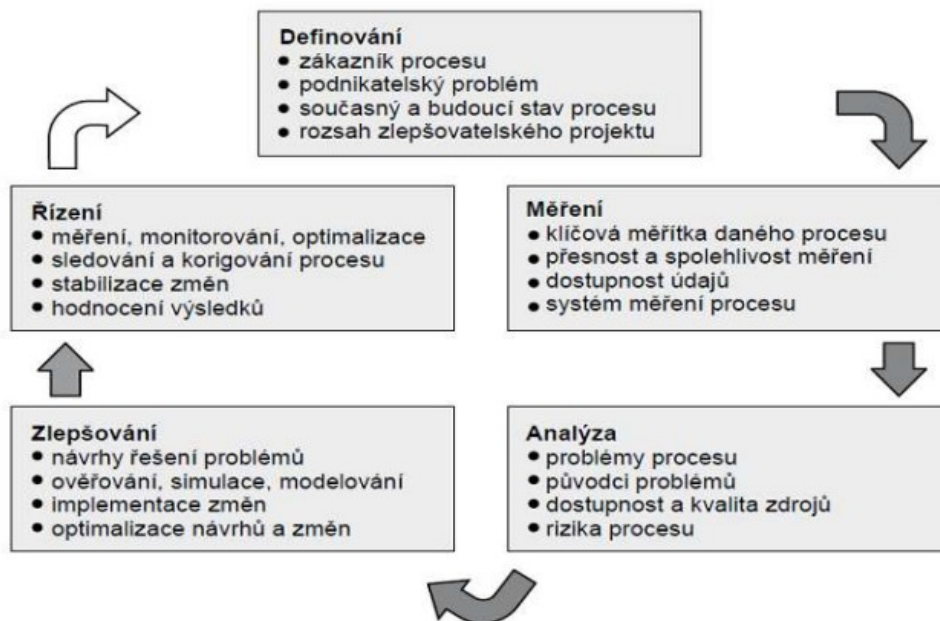 Definování
• zákazník procesu
• podnikatelský problém
• současný a budoucí stav procesu
• rozsah zlepšovatelského projektu
Měření
• klíčová měřítka daného procesu
• přesnost a spolehlivost měření
• dostupnost údajů
• systém měření procesu
Analýza
• problémy procesu
• původci problémů
• dostupnost a kvalita zdrojů
• rizika procesu
Zlepšování
• návrhy řešení problémů
• ověřování, simulace, modelování
• implementace změn
• optimalizace návrhů a změn
Řízení
• měření, monitorování, optimalizace
• sledování a korigování procesu
• stabilizace změn
• hodnocení výsledků